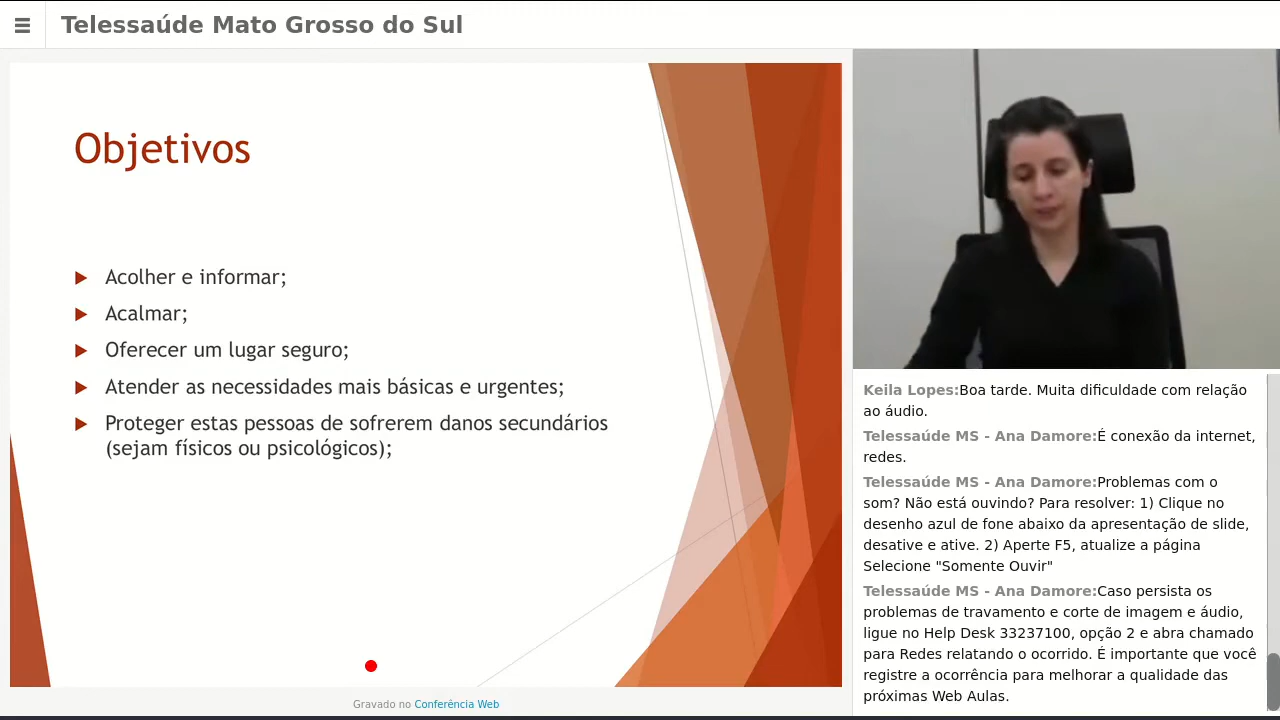 Telessaúde Mato Grosso do Sul
Objetivos
Acolher e informar;
Acalmar;
Oferecer um lugar seguro;
Atender as necessidades mais básicas e urgentes;
Proteger estas pessoas de sofrerem danos secundários
(sejam físicos ou psicológicos);
Gravado no Conferência Web
Keila Lopes:Boa tarde. Muita dificuldade com relação
ao áudio.
Telessaúde MS - Ana Damore:É conexão da internet,
redes.
Telessaúde MS - Ana Damore:Problemas com o
som? Não está ouvindo? Para resolver: 1) Clique no
desenho azul de fone abaixo da apresentação de slide,
desative e ative. 2) Aperte F5, atualize a página
Selecione "Somente Ouvir"
Telessaúde MS - Ana Damore:Caso persista os
problemas de travamento e corte de imagem e áudio,
ligue no Help Desk 33237100, opção 2 e abra chamado
para Redes relatando o ocorrido. É importante que você
registre a ocorrência para melhorar a qualidade das
próximas Web Aulas.